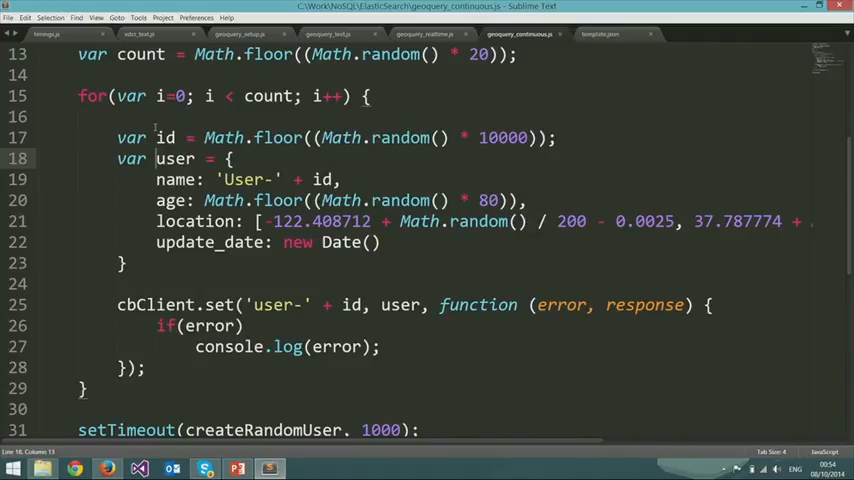 C:\Work\NoSQL\ElasticSearch\geoquery_continuous.js - Sublime Text
File Edit Selection Find View Goto Tools Project Preferences Help
timings.js xdcr_text.js geoquery_setup.js geoquery_test.js geoquery_realtime.js geoquery_continuous.js template.json
13 var count = Math.floor((Math.random() * 20));
14
15 for(var i=0; i < count; i++) {
16
17 var id = Math.floor((Math.random() * 10000));
18 var user = {
19 name: 'User-' + id,
20 age: Math.floor((Math.random() * 80)),
21 location: [-122.408712 + Math.random() / 200 - 0.0025, 37.787774 +
22 update_date: new Date()
23 }
24
25 cbClient.set('user-' + id, user, function (error, response) {
26 if(error)
27 console.log(error);
28 });
29 }
30
31 setTimeout(createRandomUser, 1000);
Line 18, Column 13 Tab Size: 4 JavaScript
ENG 00:54
08/10/2014